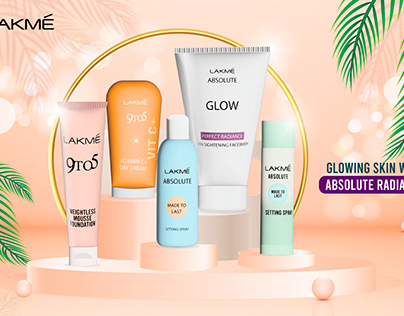 LAKMÉ
LAKMÉ
9TO5
WEIGHTLESS
MOUSSE
FOUNDATION
LAKMÉ
9TO5
VITAMIN C+
DAY CREAM
VIT C+
LAKMÉ
ABSOLUTE
MADE TO
LAST
SETTING SPRAY
LAKMÉ
ABSOLUTE
GLOW
PERFECT RADIANCE
LAKMÉ
ABSOLUTE
MADE TO
LAST
SETTING SPRAY
GLOWING SKIN W
ABSOLUTE RADIA